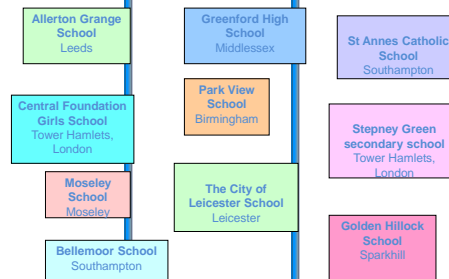 Allerton Grange
School
Leeds
Greenford High
School
Middlessex
St Annes Catholic
School
Southampton
Park View
School
Birmingham
Central Foundation
Girls School
Tower Hamlets,
London
Stepney Green
secondary school
Tower Hamlets,
London
Moseley
School
Moseley
The City of
Leicester School
Leicester
Golden Hillock
School
Sparkhill
Bellemoor School
Southampton